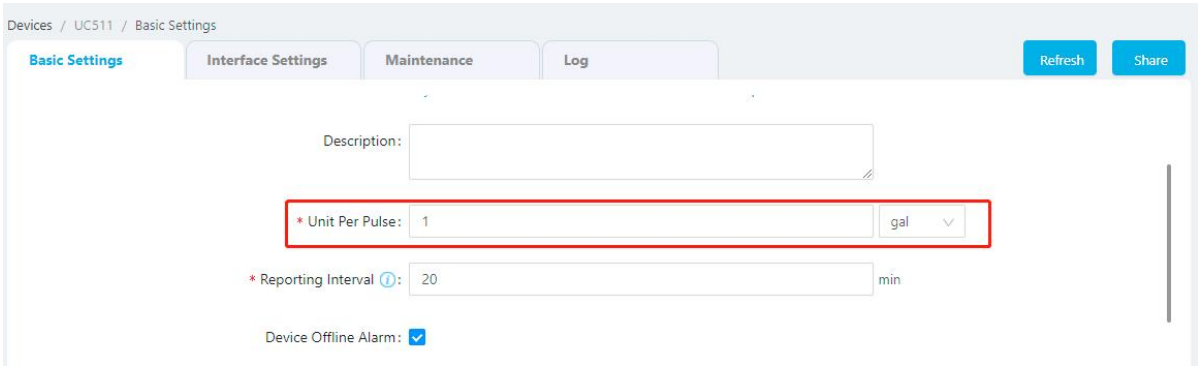 Devices / UC511 / Basic Settings
Basic Settings Interface Settings Maintenance Log Refresh Share
Description:
* Unit Per Pulse: 1 gal
* Reporting Interval i : 20 min
Device Offline Alarm: